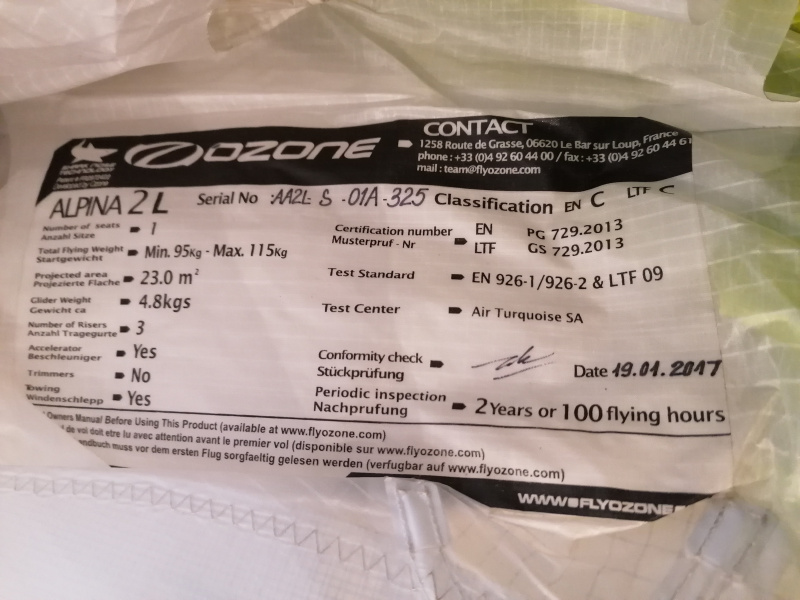 OZONE
CONTACT
1258 Route de Grasse, 06620 Le Bar sur Loup, France
phone : +33 (0)4 92 60 44 00 / fax : +33 (0)4 92 60 44 61
mail : team@flyozone.com
ALPINA 2 L
Serial No : AA2L S -01A-325
Classification EN C LTF C
Number of seats
Anzahl Sitze
1
Total Flying Weight
Startgewicht
Min. 95Kg - Max. 115Kg
Projected area
Projezierte Flache
23.0 m²
Glider Weight
Gewicht ca
4.8kgs
Number of Risers
Anzahl Tragegurte
3
Accelerator
Beschleuniger
Yes
Trimmers
No
Towing
Windenschlepp
Yes
Certification number
Musterpruf - Nr
EN PG 729.2013
LTF GS 729.2013
Test Standard
EN 926-1/926-2 & LTF 09
Test Center
Air Turquoise SA
Conformity check
Stückprüfung
Date 19.01.2017
Periodic inspection
Nachprufung
2Years or 100 flying hours
Owners Manual Before Using This Product (available at www.flyozone.com)
de vol doit etre lu avec attention avant le premier vol (disponible sur www.flyozone.com)
ndbuch muss vor dem ersten Flug sorgfaeltig gelesen werden (verfugbar auf www.flyozone.com)
WWW.FLYOZONE